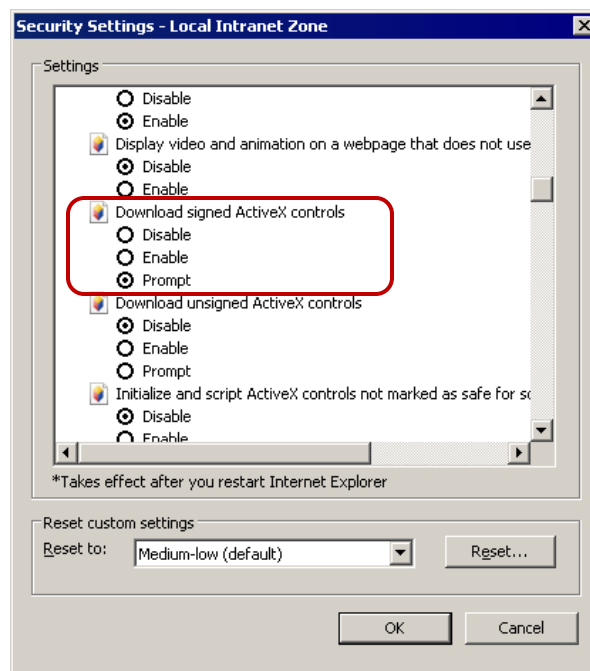 Security Settings - Local Intranet Zone
Settings
Disable
Enable
Display video and animation on a webpage that does not use
Disable
Enable
Download signed ActiveX controls
Disable
Enable
Prompt
Download unsigned ActiveX controls
Disable
Enable
Prompt
Initialize and script ActiveX controls not marked as safe for
Disable
Enable
*Takes effect after you restart Internet Explorer
Reset custom settings
Reset to: Medium-low (default) Reset...
OK Cancel